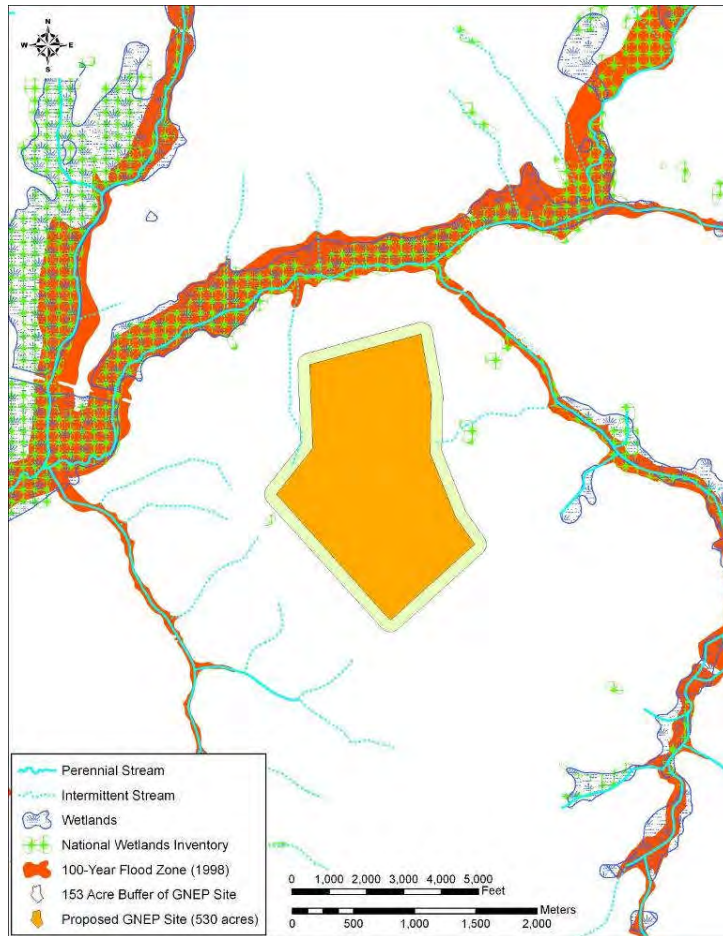 N
W E
S
Perennial Stream
Intermittent Stream
Wetlands
National Wetlands Inventory
100-Year Flood Zone (1998)
153 Acre Buffer of GNEP Site
Proposed GNEP Site (530 acres)
0 1,000 2,000 3,000 4,000 5,000
Feet
Meters
0 500 1,000 1,500 2,000